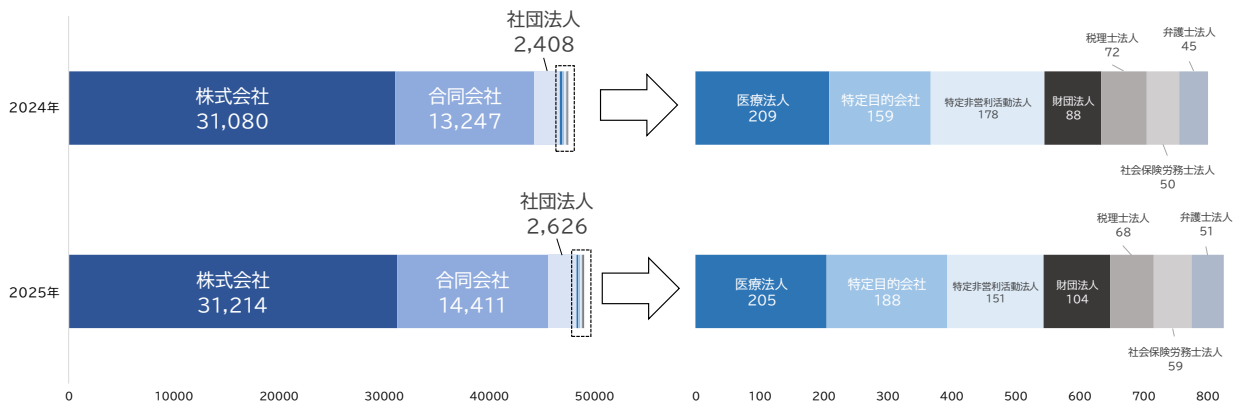 社団法人
2,408
税理士法人
72
弁護士法人
45
2024年
株式会社
31,080
合同会社
13,247
医療法人
209
特定目的会社
159
特定非営利活動法人
178
財団法人
88
社会保険労務士法人
50
社団法人
2,626
税理士法人
68
弁護士法人
51
2025年
株式会社
31,214
合同会社
14,411
医療法人
205
特定目的会社
188
特定非営利活動法人
151
財団法人
104
社会保険労務士法人
59
0 10000 20000 30000 40000 50000
0 100 200 300 400 500 600 700 800